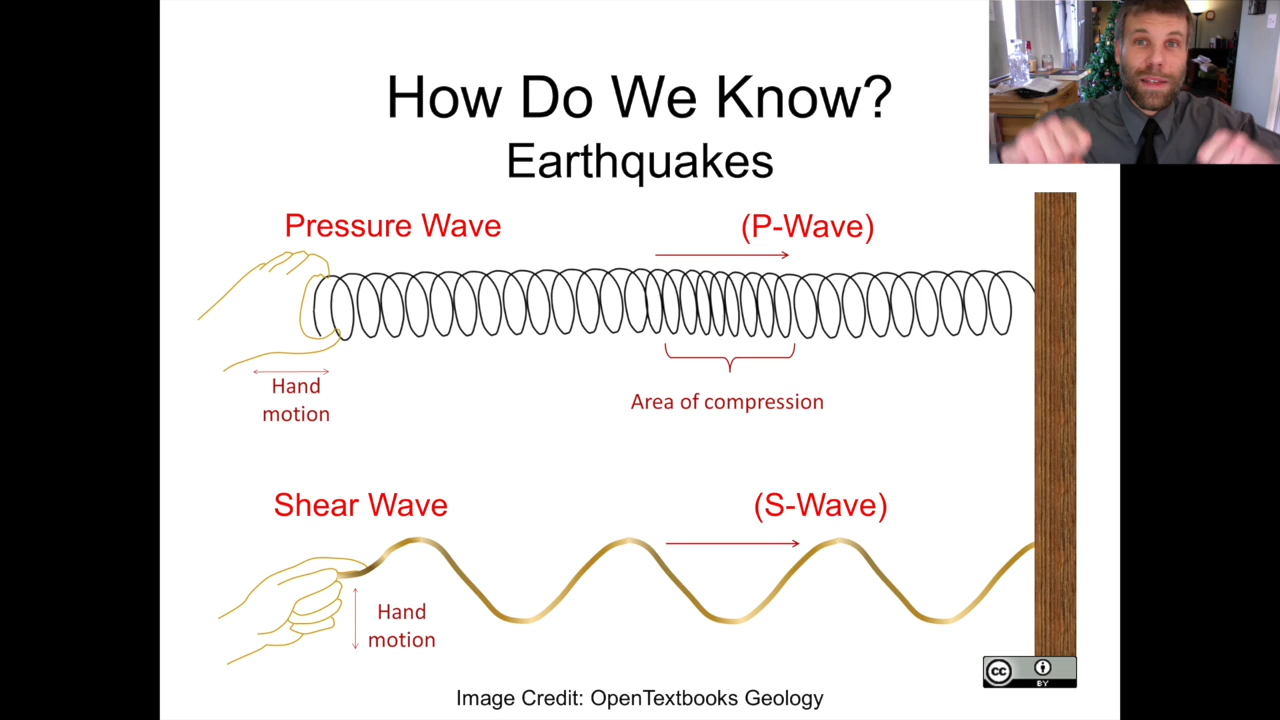 How Do We Know?
Earthquakes
Pressure Wave (P-Wave)
Hand
motion
Area of compression
Shear Wave (S-Wave)
Hand
motion
cc BY
Image Credit: OpenTextbooks Geology